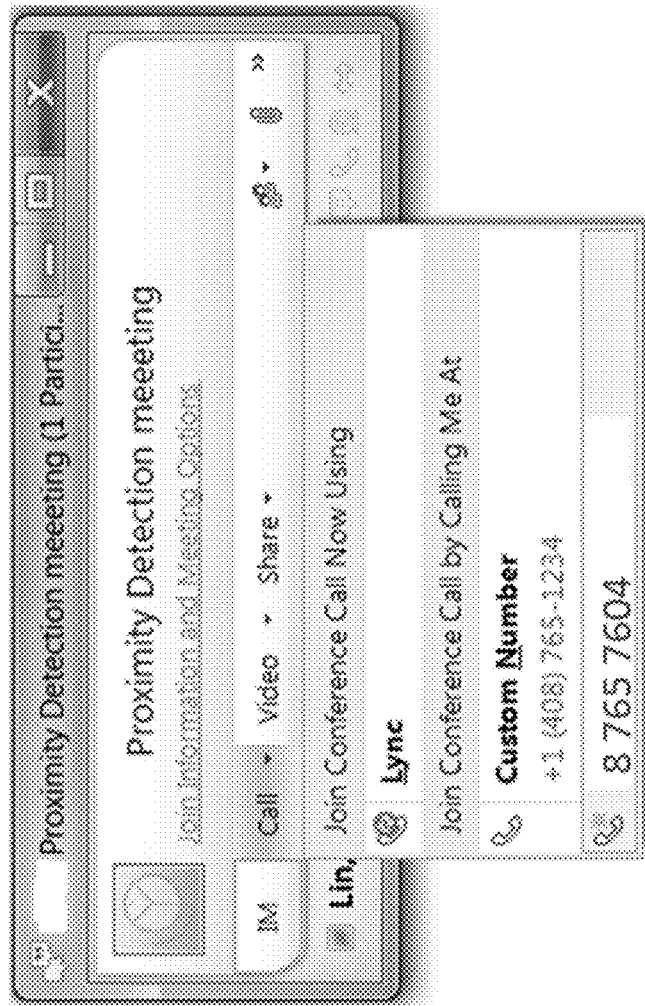 Proximity Detection meeeting (1 Partici...
Proximity Detection meeeting
Join Information and Meeting Options
IM
Call
Video
Share
Lin,
Join Conference Call Now Using
Lync
Join Conference Call by Calling Me At
Custom Number
+1 (408) 765-1234
8 765 7604